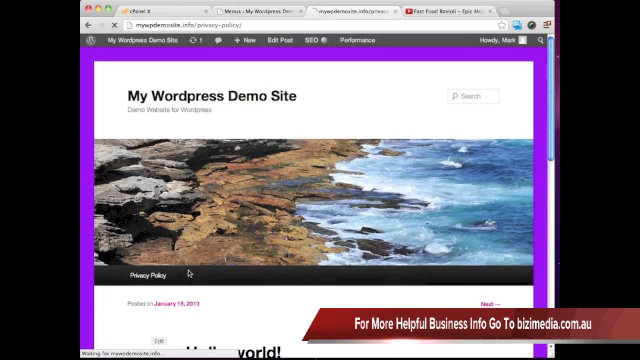 cPanel X
Menus ‹ My Wordpress Demo
mywpdemosite.info/privacy-
Fast Food Ravioli - Epic Me
mywpdemosite.info/privacy-policy/
My Wordpress Demo Site 1 + New Edit Post SEO Performance Howdy, Mark
My Wordpress Demo Site
Demo Website for Wordpress
Search
Privacy Policy
Posted on January 18, 2013
Next →
Edit
Hello world!
For More Helpful Business Info Go To bizimedia.com.au
Waiting for mywpdemosite.info...